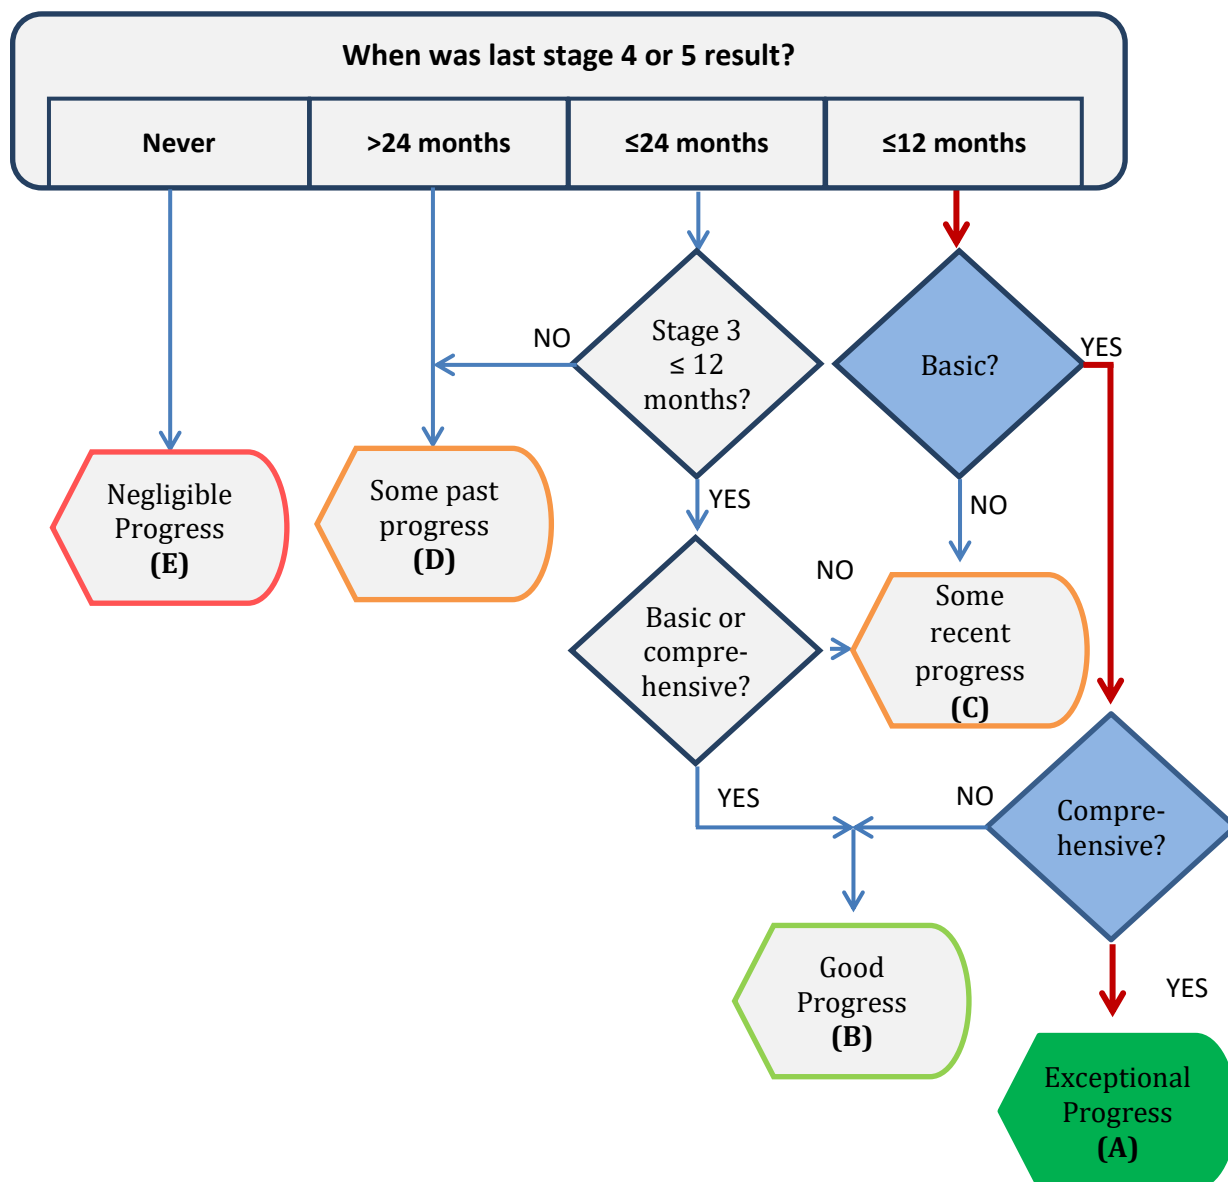 When was last stage 4 or 5 result?
Never
>24 months
≤24 months
≤12 months
NO
Stage 3
≤ 12
months?
Basic?
YES
Negligible
Progress
(E)
Some past
progress
(D)
YES
NO
NO
Basic or
compre-
hensive?
Some
recent
progress
(C)
YES
NO
Compre-
hensive?
Good
Progress
(B)
YES
Exceptional
Progress
(A)